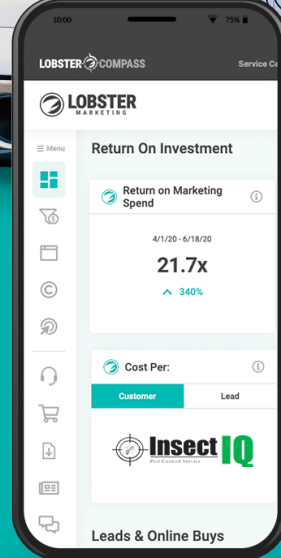 10:00
75%
LOBSTER COMPASS
Service Ce
LOBSTER
MARKETING
Menu
Return On Investment
Return on Marketing
Spend
4/1/20 - 6/18/20
21.7x
340%
Cost Per:
Customer
Lead
Insect IQ
Pest Control Service
Leads & Online Buys